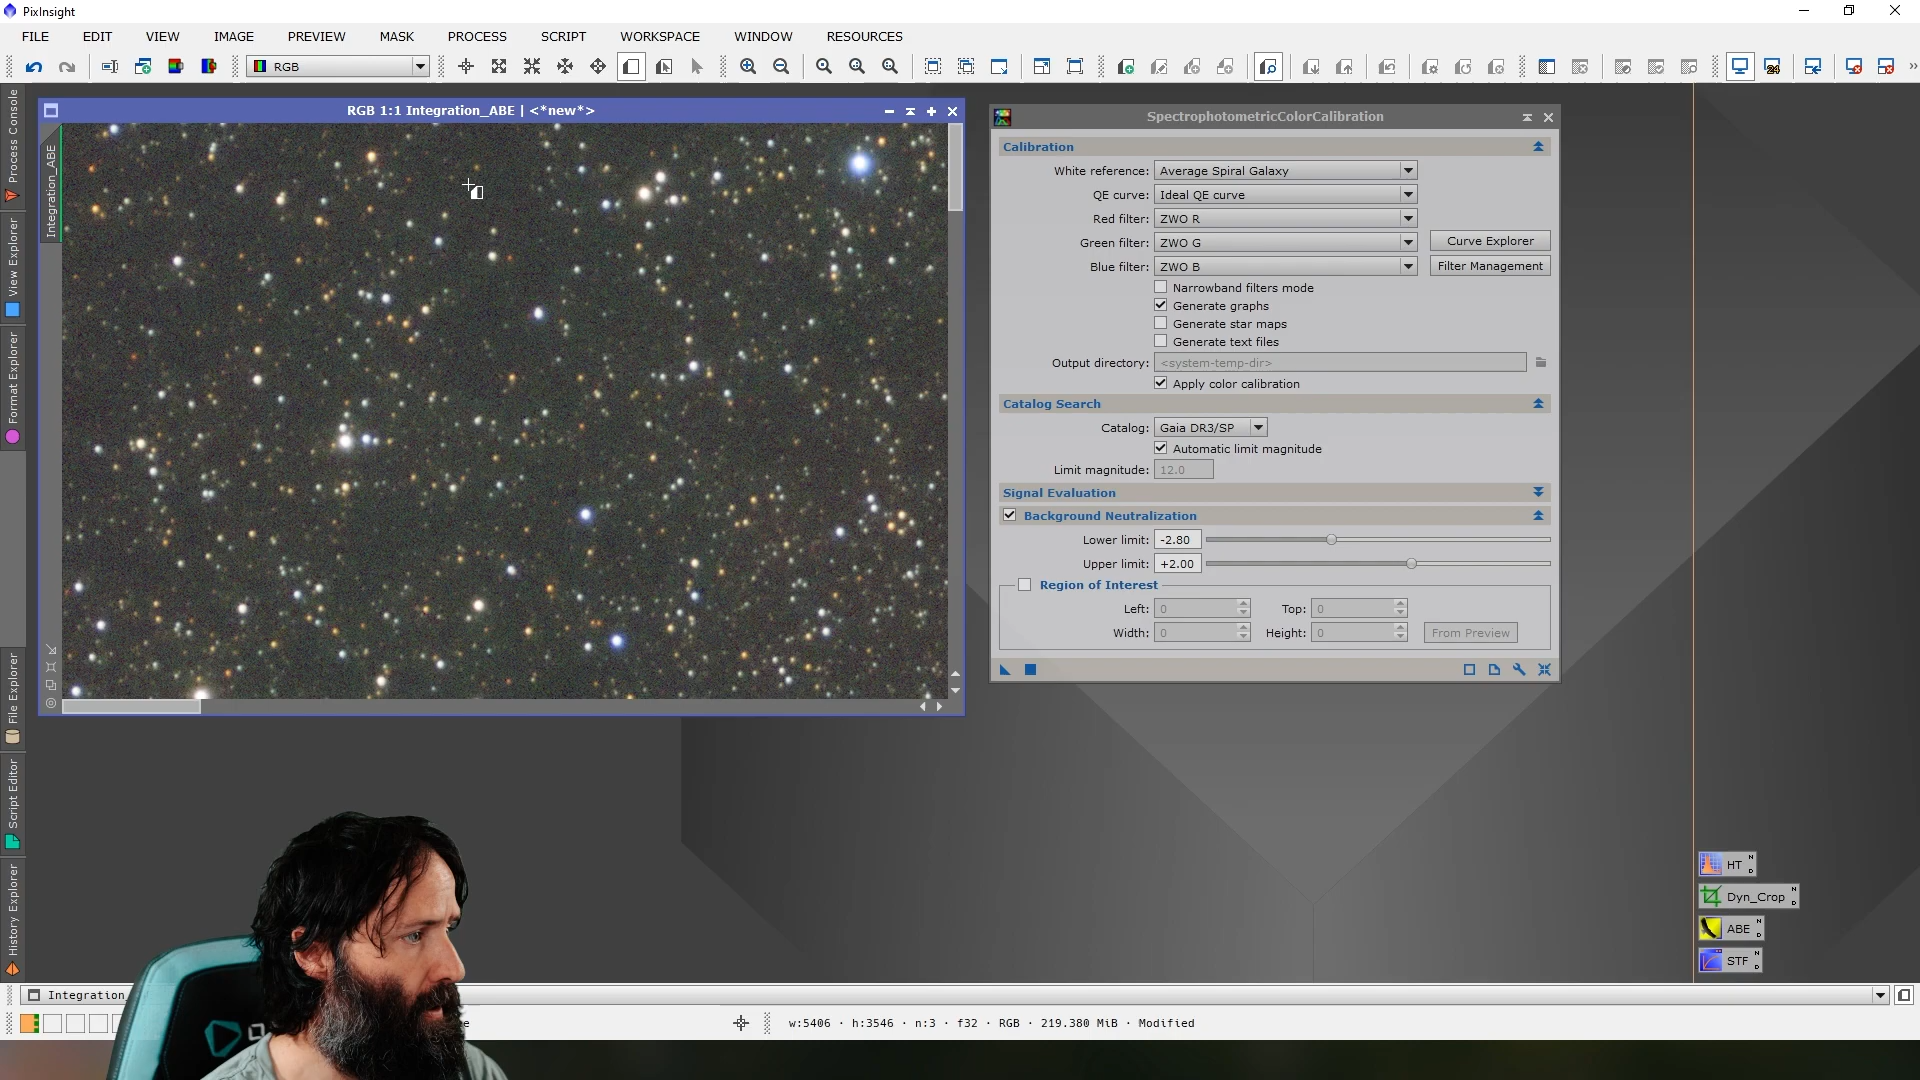 PixInsight
FILE EDIT VIEW IMAGE PREVIEW MASK PROCESS SCRIPT WORKSPACE WINDOW RESOURCES
RGB
24
Process Console
View Explorer
Format Explorer
File Explorer
Script Editor
History Explorer
RGB 1:1 Integration_ABE | <*new*>
Integration_ABE
SpectrophotometricColorCalibration
Calibration
White reference: Average Spiral Galaxy
QE curve: Ideal QE curve
Red filter: ZWO R
Green filter: ZWO G Curve Explorer
Blue filter: ZWO B Filter Management
Narrowband filters mode
Generate graphs
Generate star maps
Generate text files
Output directory: <system-temp-dir>
Apply color calibration
Catalog Search
Catalog: Gaia DR3/SP
Automatic limit magnitude
Limit magnitude: 12.0
Signal Evaluation
Background Neutralization
Lower limit: -2.80
Upper limit: +2.00
Region of Interest
Left: 0 Top: 0
Width: 0 Height: 0 From Preview
HT
Dyn_Crop
ABE
STF
Integration
w:5406 · h:3546 · n:3 · f32 · RGB · 219.380 MiB · Modified